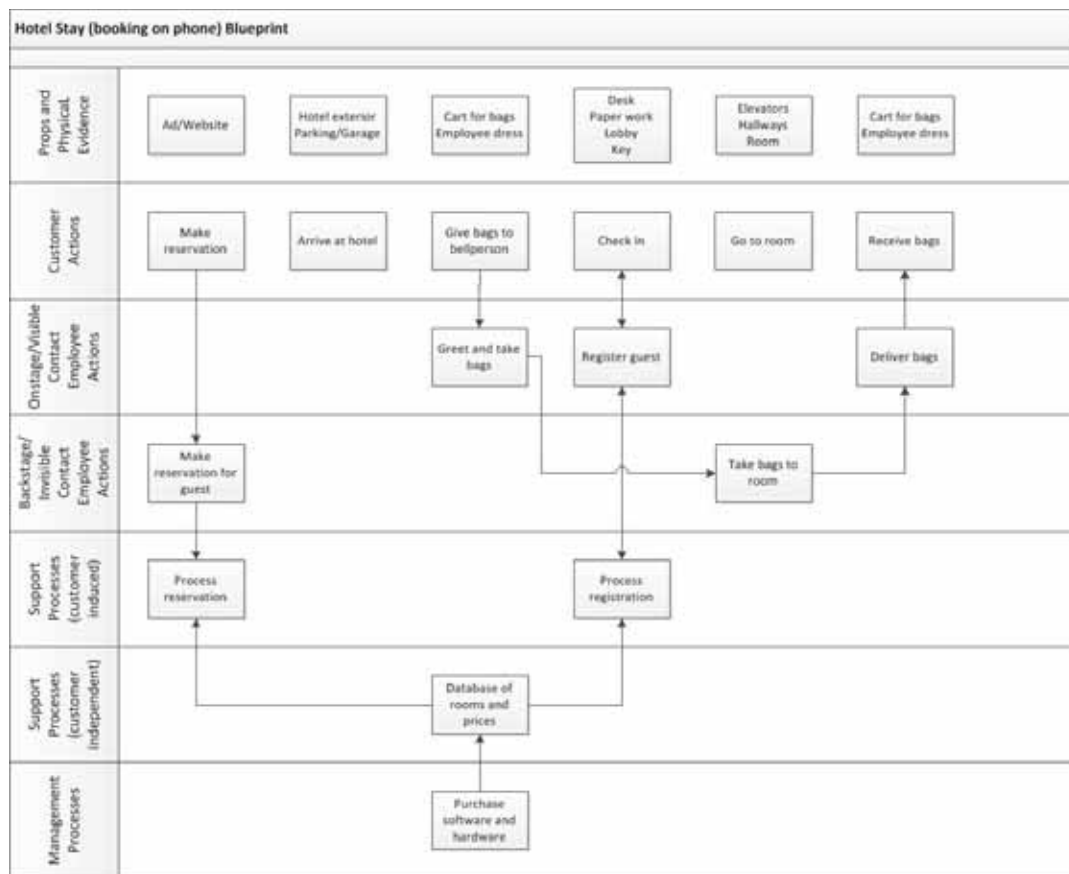 Hotel Stay (booking on phone) Blueprint
Props and
Physical
Evidence
Ad/Website
Hotel exterior
Parking/Garage
Cart for bags
Employee dress
Desk
Paper work
Lobby
Key
Elevators
Hallways
Room
Cart for bags
Employee dress
Customer
Actions
Make
reservation
Arrive at hotel
Give bags to
bellperson
Check In
Go to room
Receive bags
Onstage/Visible
Contact
Employee
Actions
Greet and take
bags
Register guest
Deliver bags
Backstage/
Invisible
Contact
Employee
Actions
Make
reservation for
guest
Take bags to
room
Support
Processes
(customer
induced)
Process
reservation
Process
registration
Support
Processes
(customer
independent)
Database of
rooms and
prices
Management
Processes
Purchase
software and
hardware